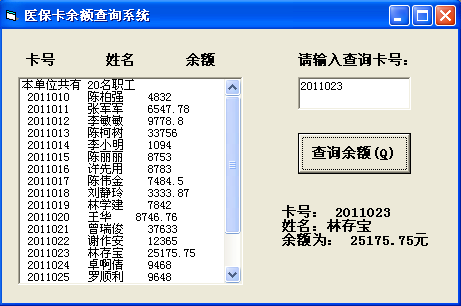 医保卡余额查询系统
卡号 姓名 余额
本单位共有 20名职工
2011010 陈柏强 4832
2011011 张军军 6547.78
2011012 李敏敏 9778.8
2011013 陈柯树 33756
2011014 李小明 1094
2011015 陈丽丽 8753
2011016 许先用 8783
2011017 陈伟金 7484.5
2011018 刘静玲 3333.87
2011019 林学建 7842
2011020 王华 8746.76
2011021 曾瑞俊 37633
2011022 谢作安 12365
2011023 林存宝 25175.75
2011024 卓啊倩 9468
2011025 罗顺利 9648
请输入查询卡号：
2011023
查询余额(Q)
卡号： 2011023
姓名：林存宝
余额为： 25175.75元